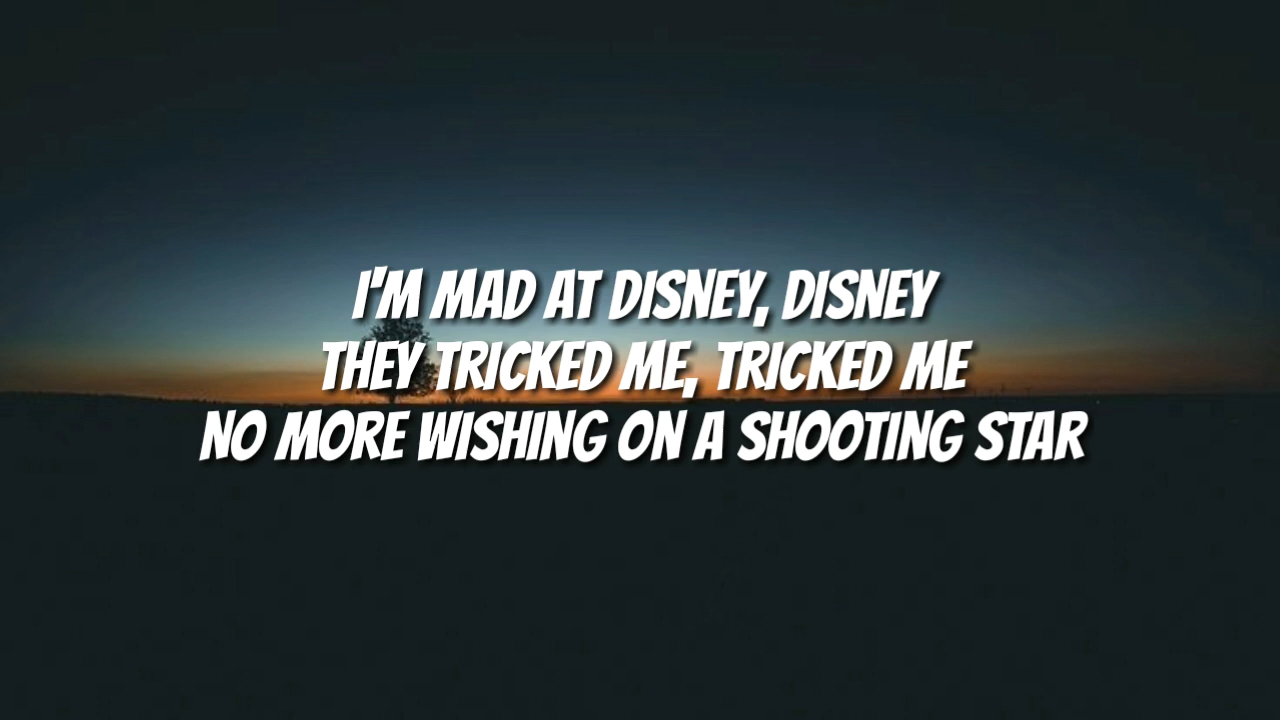 I'M MAD AT DISNEY, DISNEY
THEY TRICKED ME, TRICKED ME
NO MORE WISHING ON A SHOOTING STAR